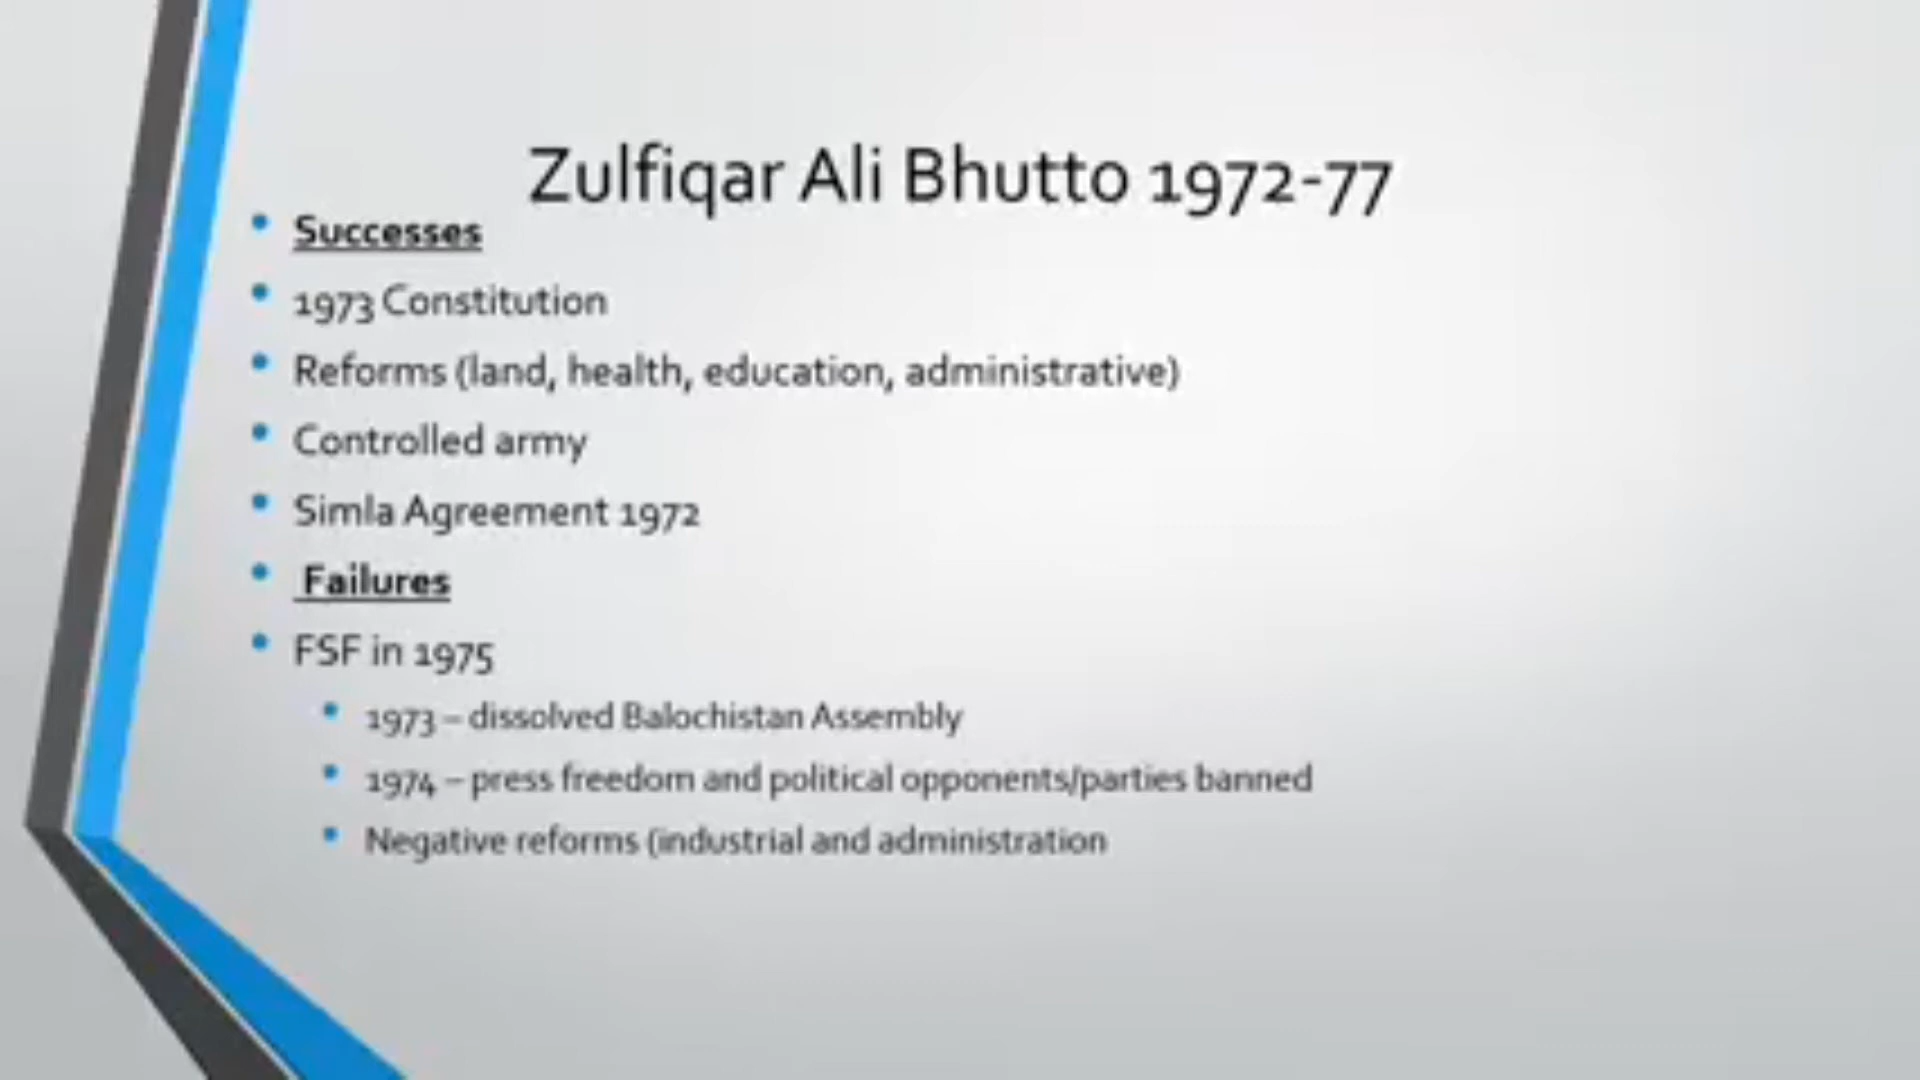 Zulfiqar Ali Bhutto 1972-77
Successes
1973 Constitution
Reforms (land, health, education, administrative)
Controlled army
Simla Agreement 1972
Failures
FSF in 1975
1973 – dissolved Balochistan Assembly
1974 – press freedom and political opponents/parties banned
Negative reforms (industrial and administration